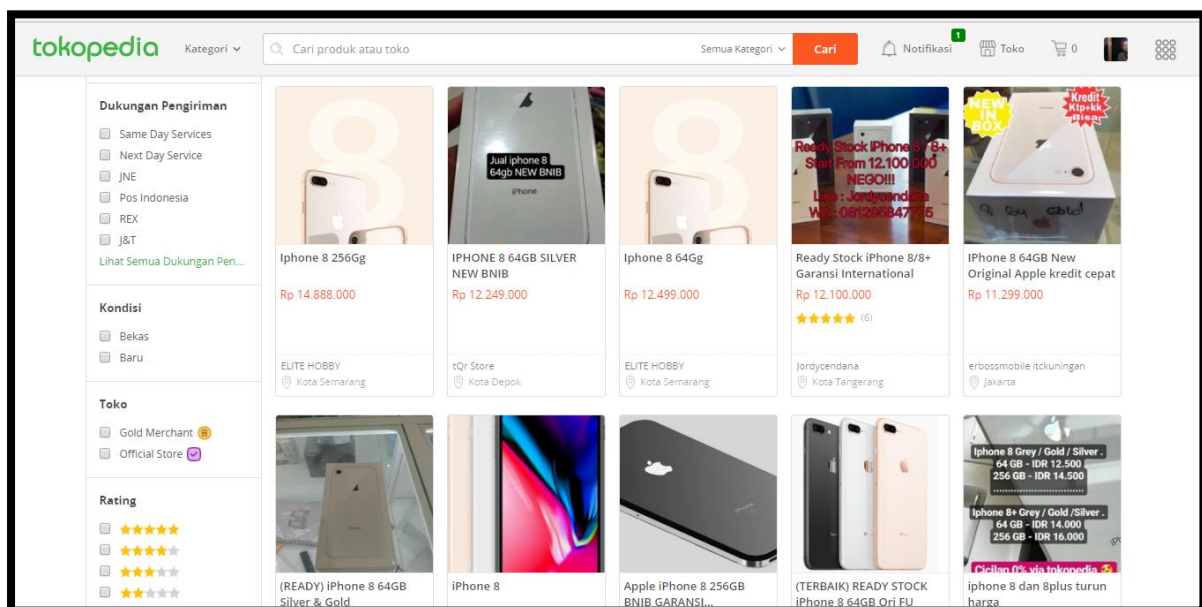 tokopedia
Kategori
Cari produk atau toko
Semua Kategori
Cari
Notifikasi
1
Toko
0
Dukungan Pengiriman
Same Day Services
Next Day Service
JNE
Pos Indonesia
REX
J&T
Lihat Semua Dukungan Pen...
Kondisi
Bekas
Baru
Toko
Gold Merchant
Official Store
Rating
8
Iphone 8 256Gg
Rp 14.888.000
ELITE HOBBY
Kota Semarang
Jual iphone 8
64gb NEW BNIB
iPhone
IPHONE 8 64GB SILVER
NEW BNIB
Rp 12.249.000
tQr Store
Kota Depok
8
Iphone 8 64Gg
Rp 12.499.000
ELITE HOBBY
Kota Semarang
Ready Stock IPhone 8 / 8+
Start From 12.100.000
NEGO!!!
Line : Jordycendana
WA : 081295847775
Ready Stock iPhone 8/8+
Garansi International
Rp 12.100.000
(6)
Jordycendana
Kota Tangerang
NEW
IN
BOX
Kredit
Ktp+kk
Bisa
8 64 Gold
IPhone 8 64GB New
Original Apple kredit cepat
Rp 11.299.000
erbossmobile itckuningan
Jakarta
(READY) iPhone 8 64GB
Silver & Gold
iPhone 8
Apple iPhone 8 256GB
BNIB GARANSI...
(TERBAIK) READY STOCK
iPhone 8 64GB Ori FU
Iphone 8 Grey / Gold / Silver .
64 GB - IDR 12.500
256 GB - IDR 14.500
Iphone 8+ Grey / Gold /Silver .
64 GB - IDR 14.000
256 GB - IDR 16.000
Cicilan 0% via tokopedia
iphone 8 dan 8plus turun
harga